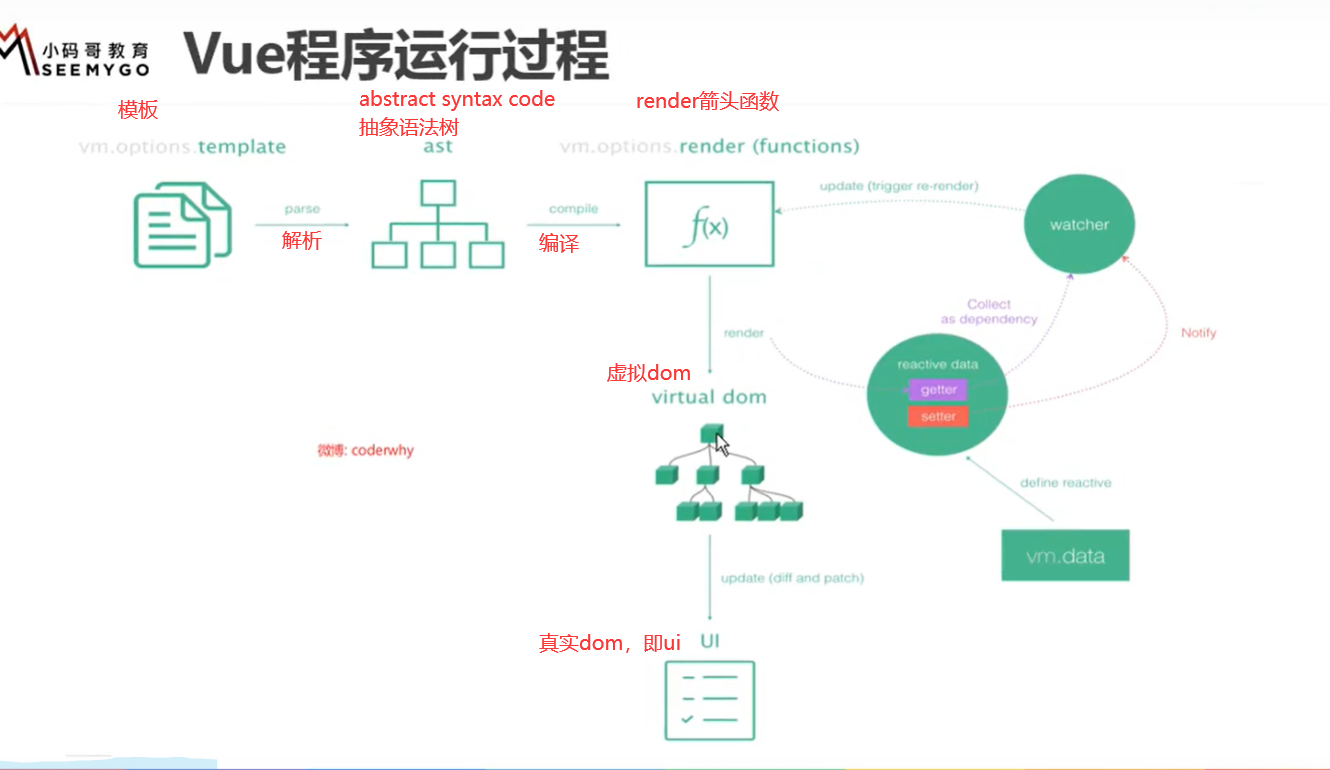 小码哥教育
SEEMYGO
Vue程序运行过程
模板
abstract syntax code
抽象语法树
render箭头函数
vm.options.template
ast
vm.options.render (functions)
parse
解析
compile
编译
f(x)
update (trigger re-render)
watcher
Collect
as dependency
Notify
render
reactive data
getter
setter
虚拟dom
virtual dom
微博: coderwhy
define reactive
vm.data
update (diff and patch)
真实dom，即ui
UI